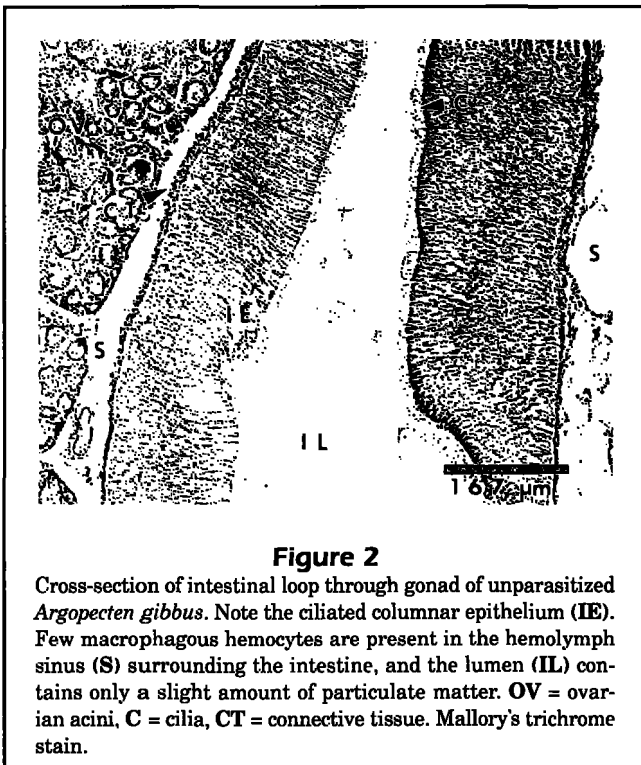 OV
C
CT
S
S
IE
IL
167 µm
Figure 2
Cross-section of intestinal loop through gonad of unparasitized
Argopecten gibbus. Note the ciliated columnar epithelium (IE).
Few macrophagous hemocytes are present in the hemolymph
sinus (S) surrounding the intestine, and the lumen (IL) con-
tains only a slight amount of particulate matter. OV = ovar-
ian acini, C = cilia, CT = connective tissue. Mallory's trichrome
stain.